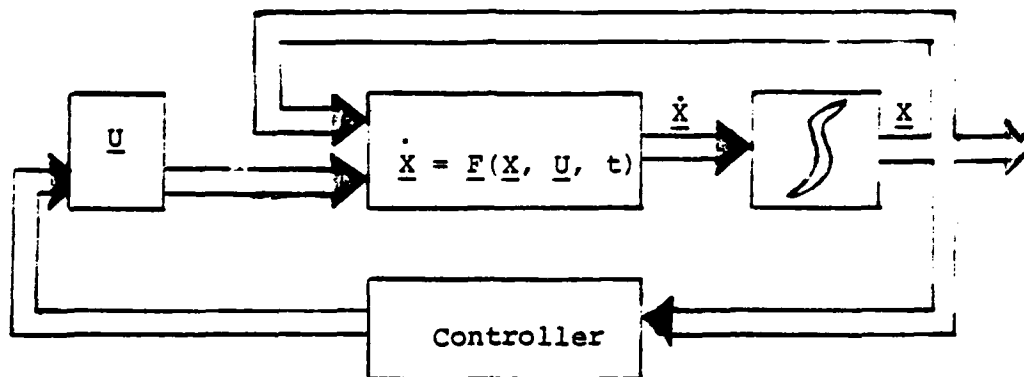 U
Ẋ = F(X, U, t)
Ẋ
∫
X
Controller